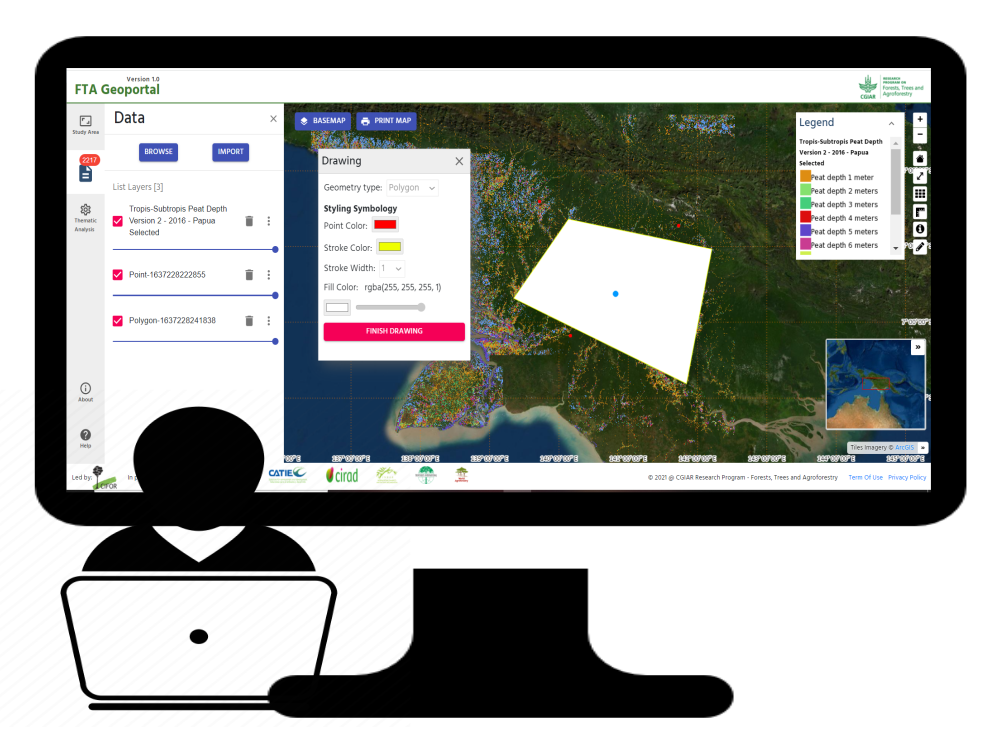 Version 1.0
FTA Geoportal
RESEARCH
PROGRAM ON
Forests, Trees and
Agroforestry
CGIAR
Study Area
2217
Thematic
Analysis
About
Help
Data
BROWSE
IMPORT
List Layers [3]
Tropis-Subtropis Peat Depth
Version 2 - 2016 - Papua
Selected
Point-1637228222855
Polygon-1637228241838
BASEMAP
PRINT MAP
Drawing
Geometry type: Polygon
Styling Symbology
Point Color:
Stroke Color:
Stroke Width: 1
Fill Color: rgba(255, 255, 255, 1)
FINISH DRAWING
Legend
Tropis-Subtropis Peat Depth
Version 2 - 2016 - Papua
Selected
Peat depth 1 meter
Peat depth 2 meters
Peat depth 3 meters
Peat depth 4 meters
Peat depth 5 meters
Peat depth 6 meters
Tiles Imagery © ArcGIS
Led by:
CIFOR
In p
CATIE
cirad
© 2021 @ CGIAR Research Program - Forests, Trees and Agroforestry
Term Of Use
Privacy Policy